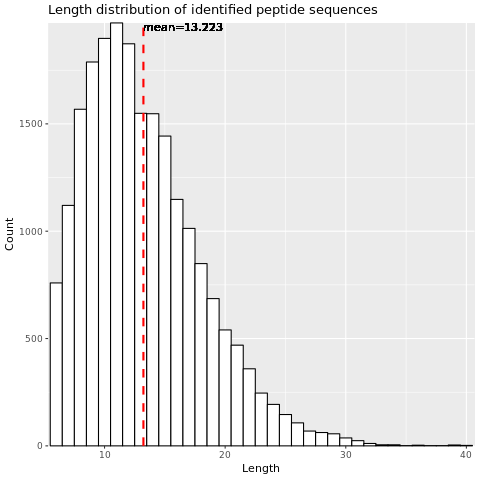 Length distribution of identified peptide sequences
mean=13.223
1500
1000
500
0
Count
10
20
30
40
Length